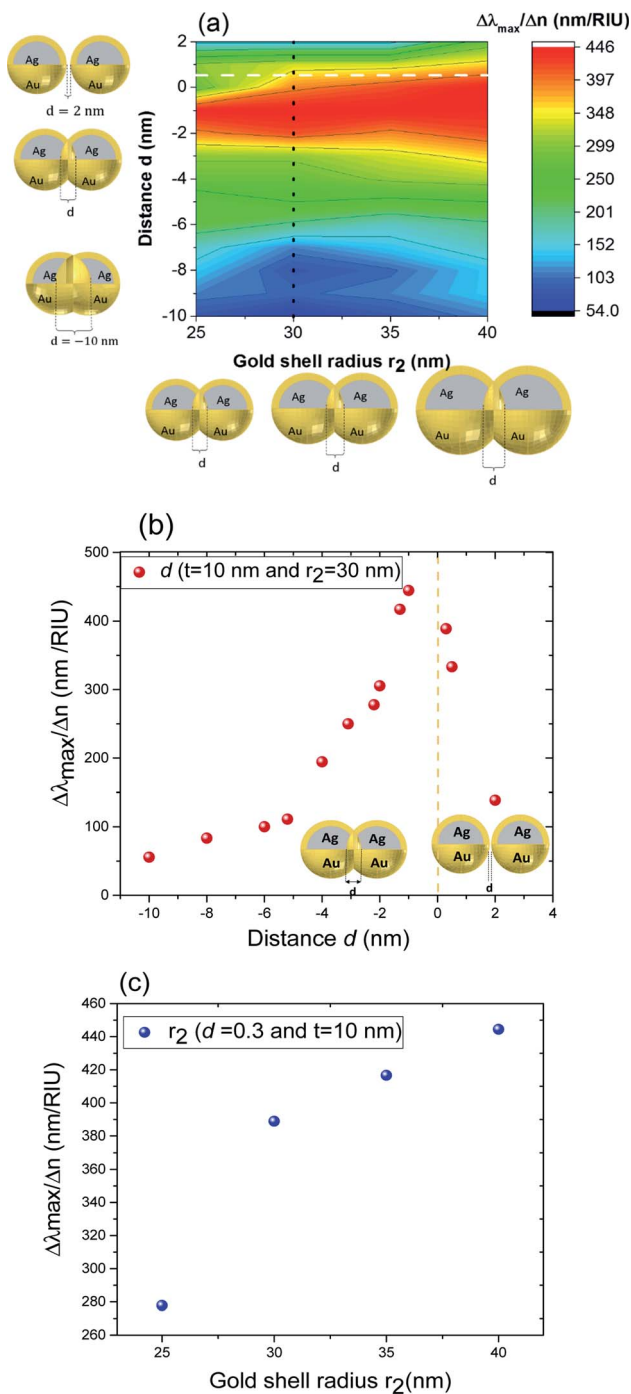 (a)
Δλmax/Δn (nm/RIU)
Ag Ag
Au Au
d = 2 nm
Ag Ag
Au Au
d
Ag Ag
Au Au
d = −10 nm
Distance d (nm)
2
0
-2
-4
-6
-8
-10
25 30 35 40
Gold shell radius r2 (nm)
446
397
348
299
250
201
152
103
54.0
Ag Ag
Au Au
d
Ag Ag
Au Au
d
Ag Ag
Au Au
d
(b)
Δλmax/Δn (nm /RIU)
500
400
300
200
100
0
d (t=10 nm and r2=30 nm)
Ag Ag
Au Au
d
Ag Ag
Au Au
d
-10 -8 -6 -4 -2 0 2 4
Distance d (nm)
(c)
Δλmax/Δn (nm/RIU)
460
440
420
400
380
360
340
320
300
280
260
r2 (d =0.3 and t=10 nm)
25 30 35 40
Gold shell radius r2(nm)